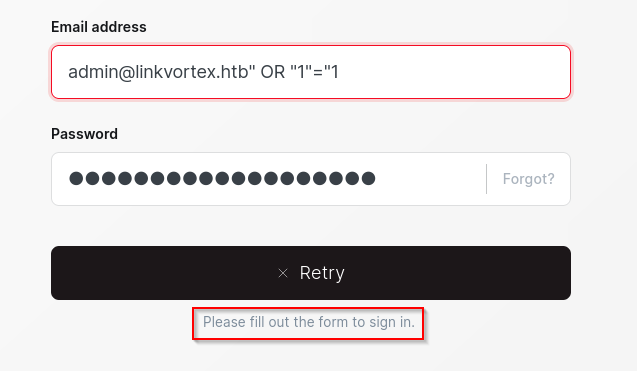 Email address
admin@linkvortex.htb" OR "1"="1
Password
Forgot?
Retry
Please fill out the form to sign in.